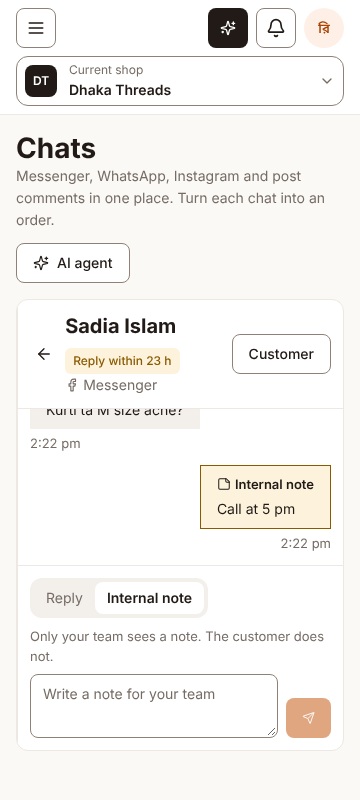 রি
DT
Current shop
Dhaka Threads
Chats
Messenger, WhatsApp, Instagram and post
comments in one place. Turn each chat into an
order.
AI agent
Sadia Islam
Reply within 23 h
Messenger
Customer
Kurti ta M size ache?
2:22 pm
Internal note
Call at 5 pm
2:22 pm
Reply
Internal note
Only your team sees a note. The customer does
not.
Write a note for your team